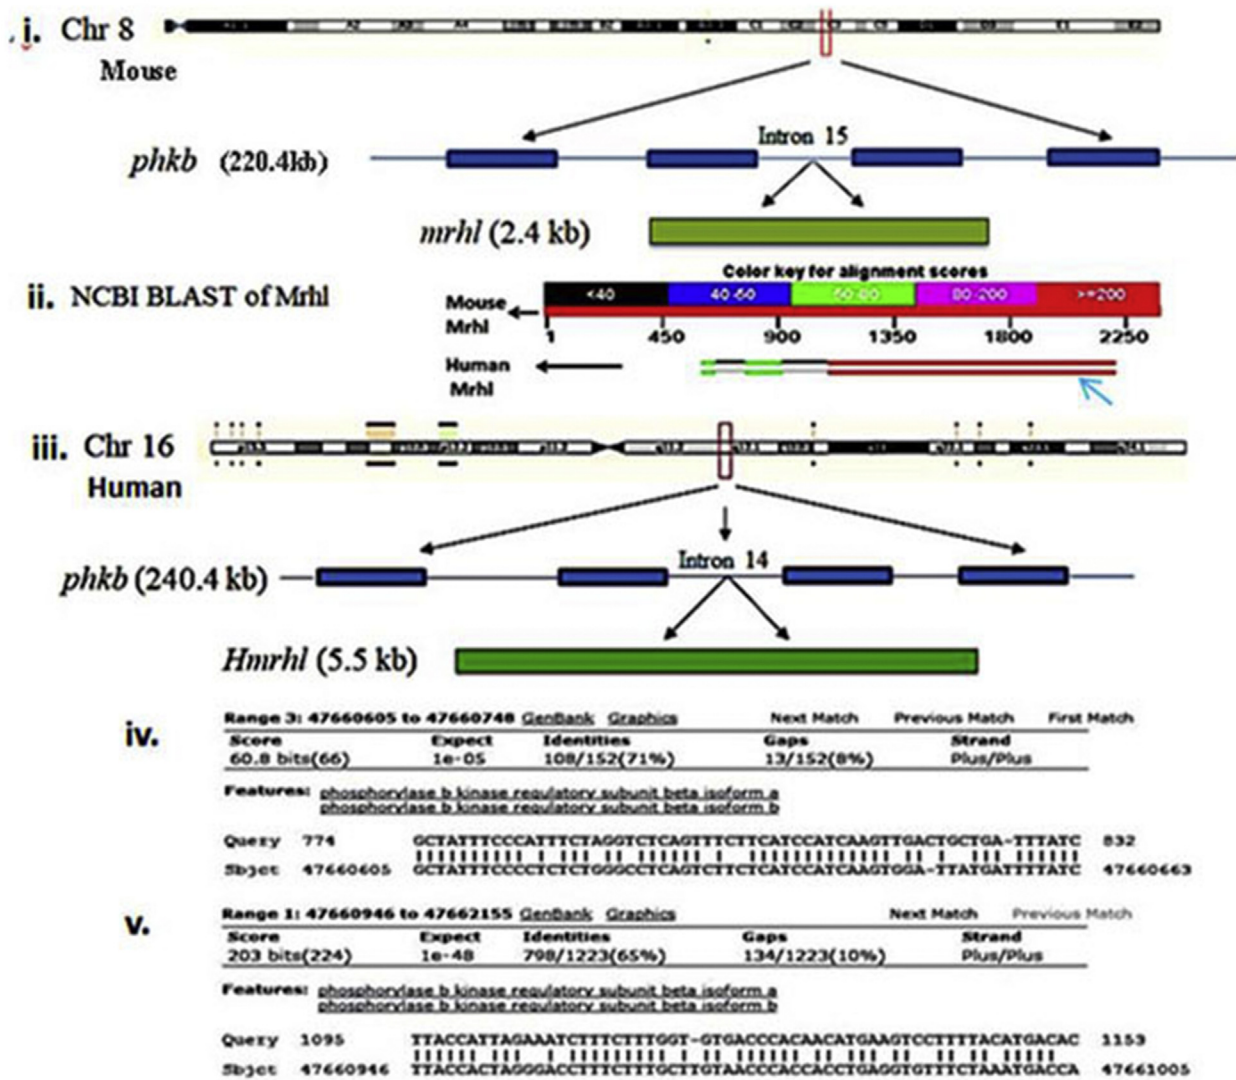 i. Chr 8
Mouse
A2 A4 C1 C2 C3 E1
Intron 15
phkb (220.4kb)
mrhl (2.4 kb)
ii. NCBI BLAST of Mrhl
Color key for alignment scores
<40 40-60 60-80 80-200 >=200
Mouse
Mrhl
1 450 900 1350 1800 2250
Human
Mrhl
iii. Chr 16
Human
Intron 14
phkb (240.4 kb)
Hmrhl (5.5 kb)
iv.
Range 3: 47660605 to 47660748 GenBank Graphics Next Match Previous Match First Match
Score Expect Identities Gaps Strand
60.8 bits(66) 1e-05 108/152(71%) 13/152(8%) Plus/Plus
Features: phosphorylase b kinase regulatory subunit beta isoform a
phosphorylase b kinase regulatory subunit beta isoform b
Query 774 GCTATTTCCCATTTCTAGGTCTCAGTTTCTTCATCCATCAAGTTGACTGCTGA-TTTATC 832
Sbjct 47660605 GCTATTTCCCCTCTCTGGGCCTCAGTCTTCTCATCCATCAAGTGGA-TTATGATTTTATC 47660663
v.
Range 1: 47660946 to 47662155 GenBank Graphics Next Match Previous Match
Score Expect Identities Gaps Strand
203 bits(224) 1e-48 798/1223(65%) 134/1223(10%) Plus/Plus
Features: phosphorylase b kinase regulatory subunit beta isoform a
phosphorylase b kinase regulatory subunit beta isoform b
Query 1095 TTACCATTAGAAATCTTTCTTTGGT-GTGACCCACAACATGAAGTCCTTTTACATGACAC 1153
Sbjct 47660946 TTACCACTAGGGACCTTTCTTTGCTTGTAACCCACCACCTGAGGTGTTTCTAAATGACCA 47661005